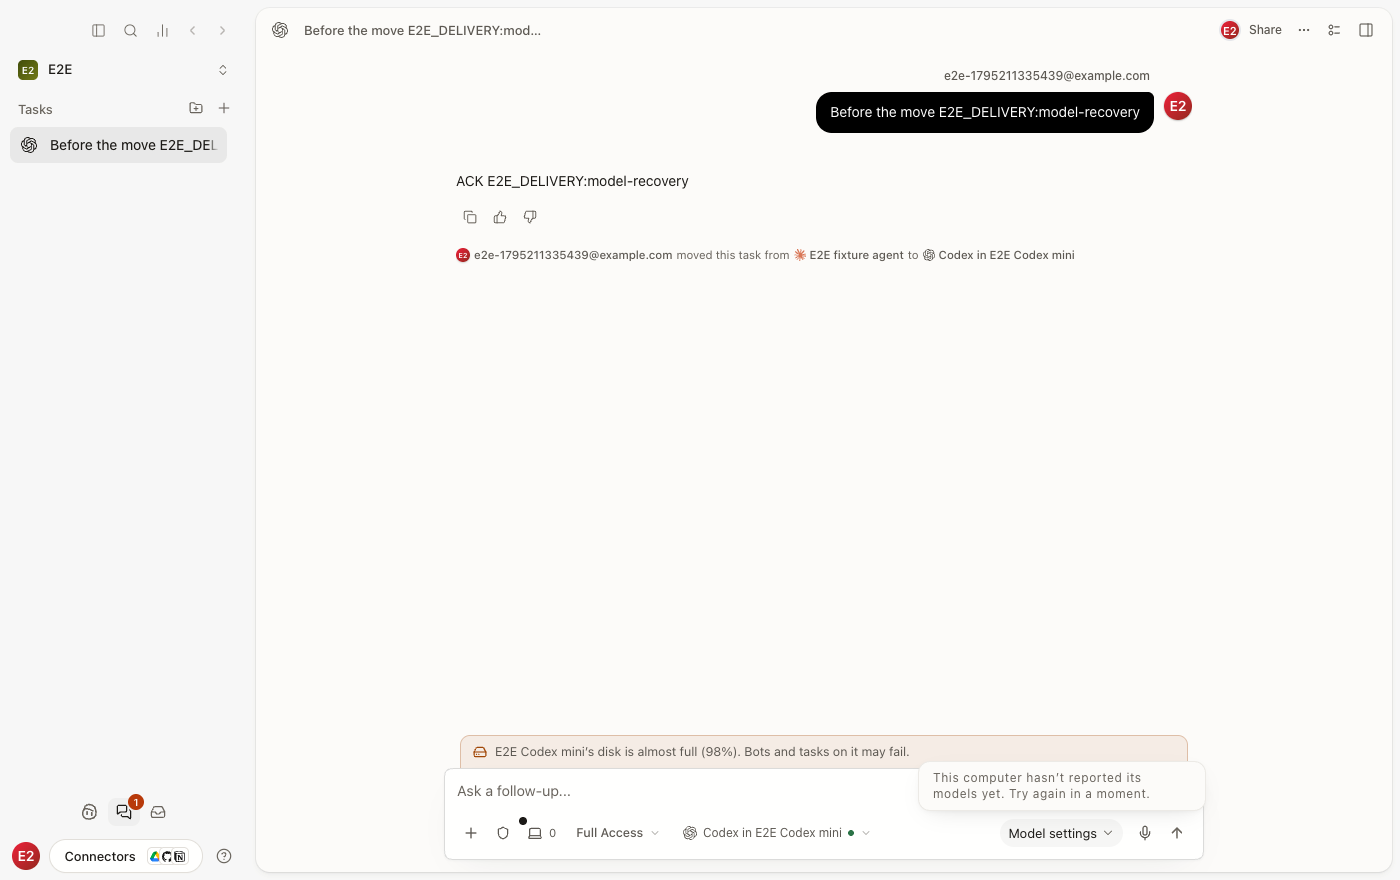 Before the move E2E_DELIVERY:mod...
E2 Share
E2 E2E
Tasks
Before the move E2E_DEL
e2e-1795211335439@example.com
Before the move E2E_DELIVERY:model-recovery
E2
ACK E2E_DELIVERY:model-recovery
E2 e2e-1795211335439@example.com moved this task from E2E fixture agent to Codex in E2E Codex mini
E2E Codex mini's disk is almost full (98%). Bots and tasks on it may fail.
This computer hasn't reported its
models yet. Try again in a moment.
Ask a follow-up...
0 Full Access Codex in E2E Codex mini Model settings
1
E2 Connectors